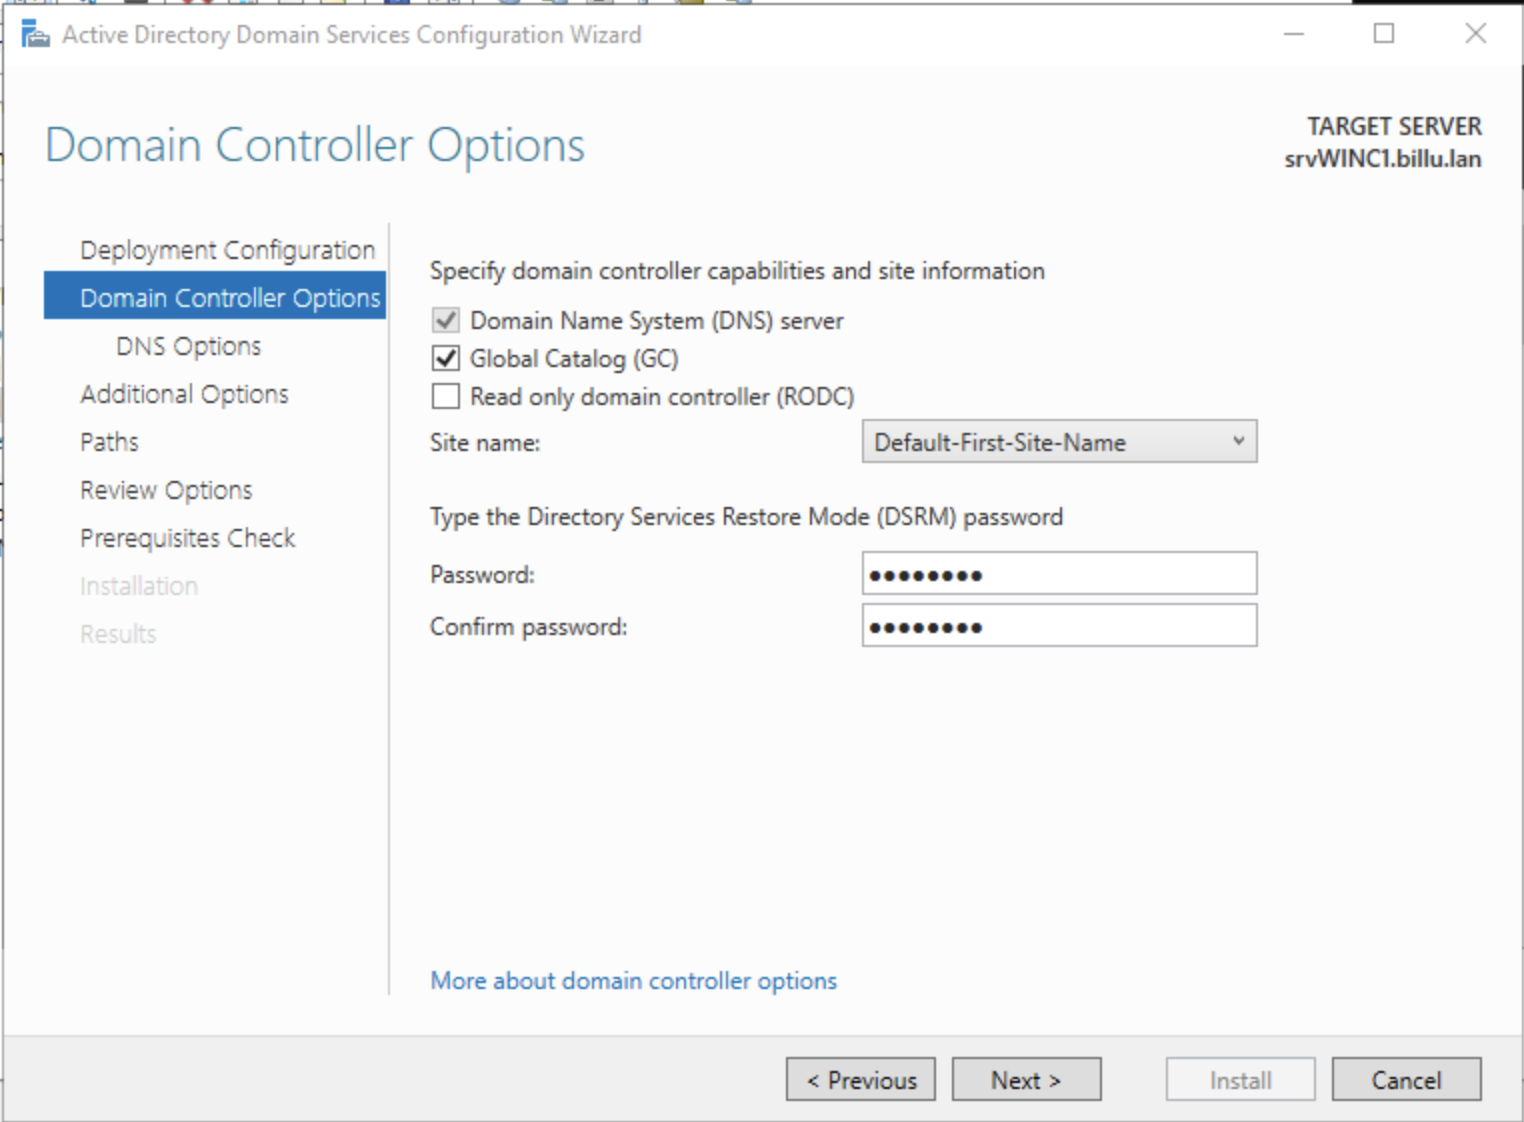 Active Directory Domain Services Configuration Wizard
Domain Controller Options
TARGET SERVER
srvWINC1.billu.lan
Deployment Configuration
Domain Controller Options
DNS Options
Additional Options
Paths
Review Options
Prerequisites Check
Installation
Results
Specify domain controller capabilities and site information
Domain Name System (DNS) server
Global Catalog (GC)
Read only domain controller (RODC)
Site name: Default-First-Site-Name
Type the Directory Services Restore Mode (DSRM) password
Password: ●●●●●●●●
Confirm password: ●●●●●●●●
More about domain controller options
< Previous Next > Install Cancel